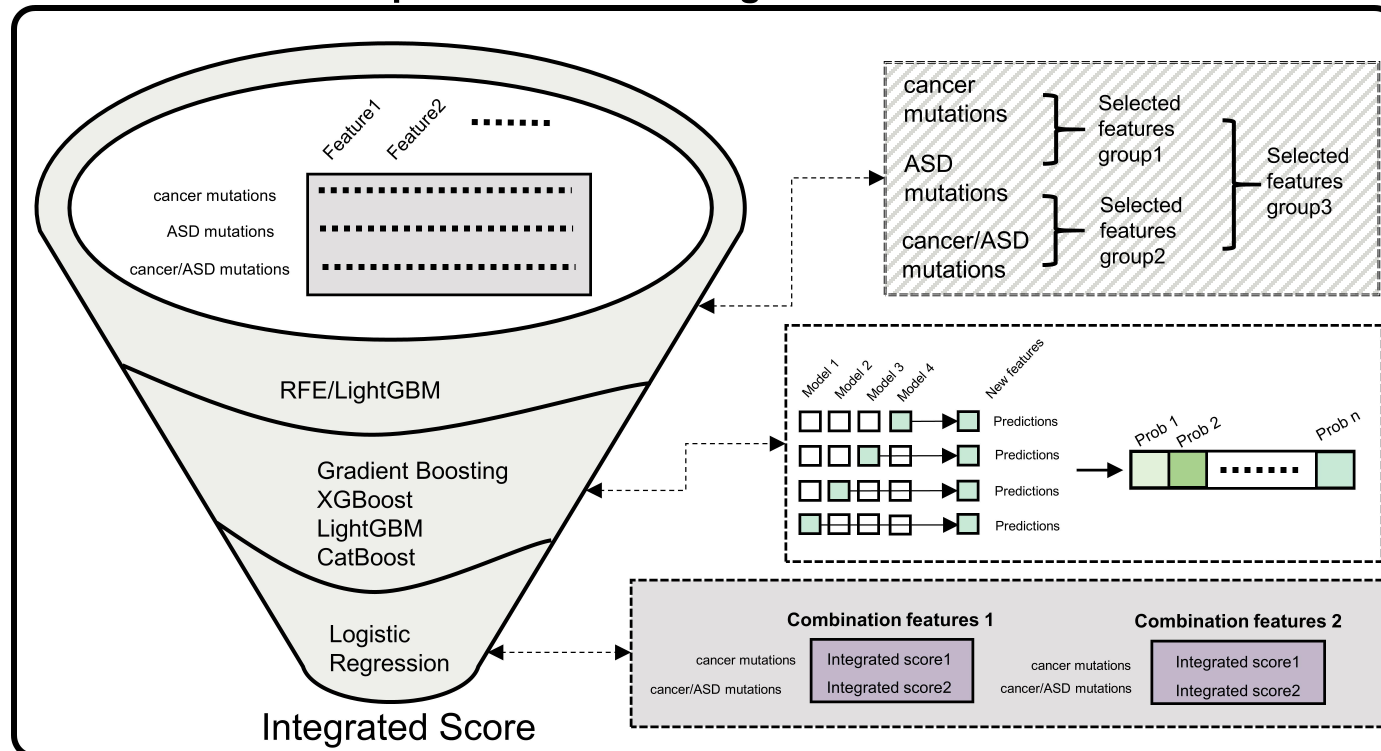 Feature1
Feature2
cancer mutations
ASD mutations
cancer/ASD mutations
RFE/LightGBM
Gradient Boosting
XGBoost
LightGBM
CatBoost
Logistic
Regression
Integrated Score
cancer
mutations
ASD
mutations
cancer/ASD
mutations
Selected
features
group1
Selected
features
group2
Selected
features
group3
Model 1
Model 2
Model 3
Model 4
New features
Predictions
Predictions
Predictions
Predictions
Prob 1
Prob 2
Prob n
Combination features 1
cancer mutations
Integrated score1
cancer/ASD mutations
Integrated score2
Combination features 2
cancer mutations
Integrated score1
cancer/ASD mutations
Integrated score2